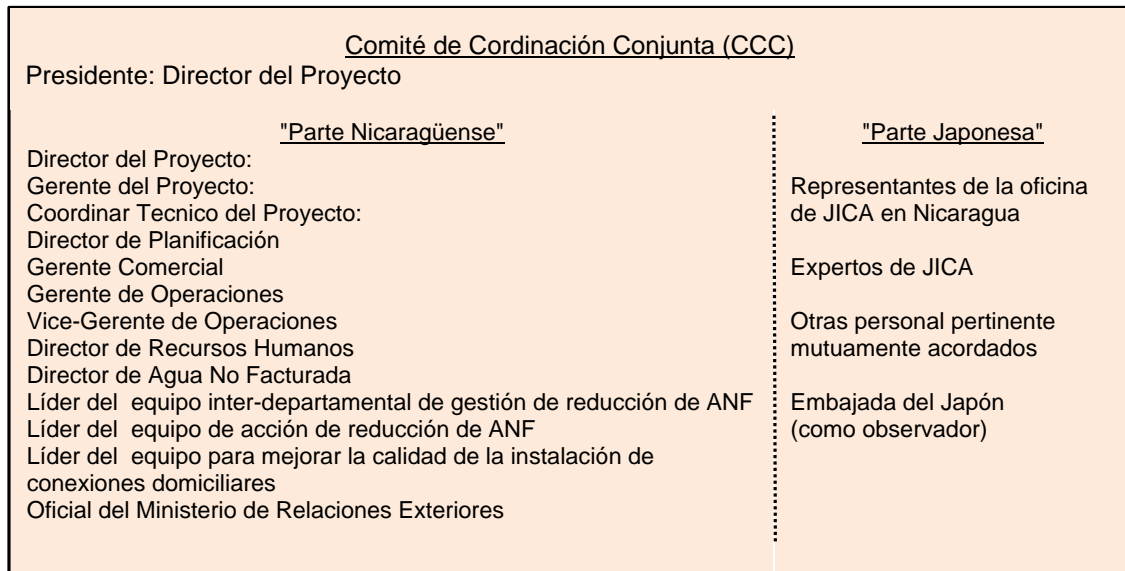 Comité de Cordinación Conjunta (CCC)
Presidente: Director del Proyecto
"Parte Nicaragüense"
Director del Proyecto:
Gerente del Proyecto:
Coordinar Tecnico del Proyecto:
Director de Planificación
Gerente Comercial
Gerente de Operaciones
Vice-Gerente de Operaciones
Director de Recursos Humanos
Director de Agua No Facturada
Líder del  equipo inter-departamental de gestión de reducción de ANF
Líder del  equipo de acción de reducción de ANF
Líder del  equipo para mejorar la calidad de la instalación de
conexiones domiciliares
Oficial del Ministerio de Relaciones Exteriores
"Parte Japonesa"
Representantes de la oficina
de JICA en Nicaragua
Expertos de JICA
Otras personal pertinente
mutuamente acordados
Embajada del Japón
(como observador)